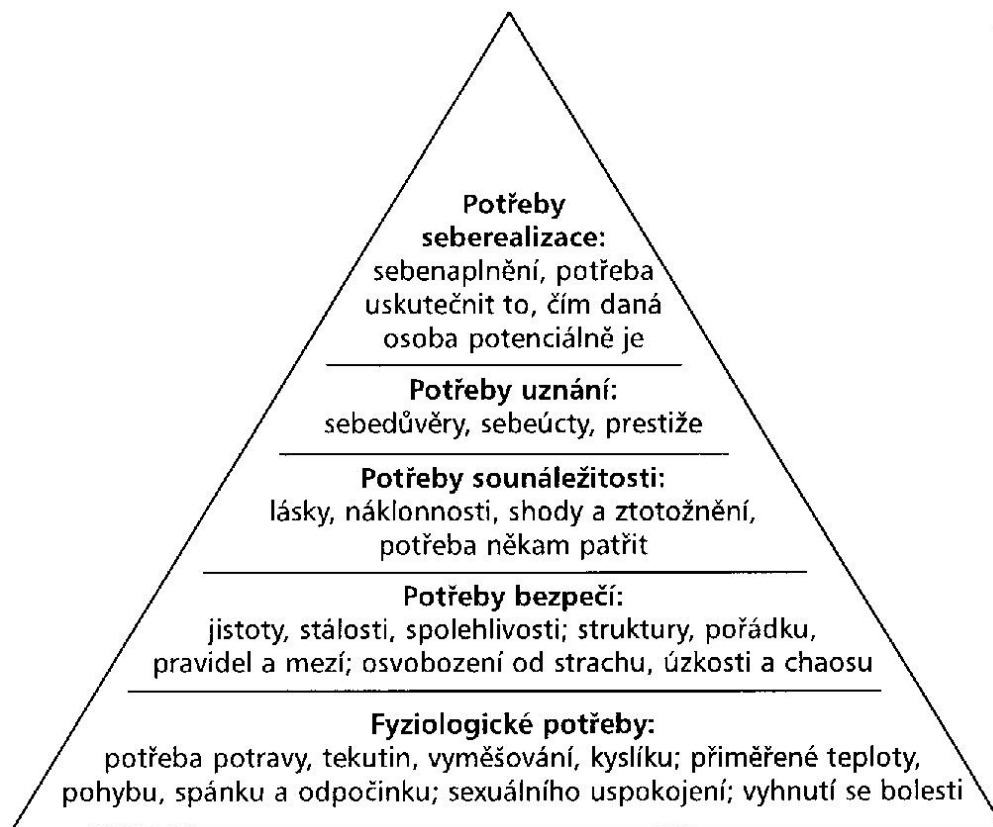 Potřeby
seberealizace:
sebenaplnění, potřeba
uskutečnit to, čím daná
osoba potenciálně je
Potřeby uznání:
sebedůvěry, sebeúcty, prestiže
Potřeby sounáležitosti:
lásky, náklonnosti, shody a ztotožnění,
potřeba někam patřit
Potřeby bezpečí:
jistoty, stálosti, spolehlivosti; struktury, pořádku,
pravidel a mezí; osvobození od strachu, úzkosti a chaosu
Fyziologické potřeby:
potřeba potravy, tekutin, vyměšování, kyslíku; přiměřené teploty,
pohybu, spánku a odpočinku; sexuálního uspokojení; vyhnutí se bolesti